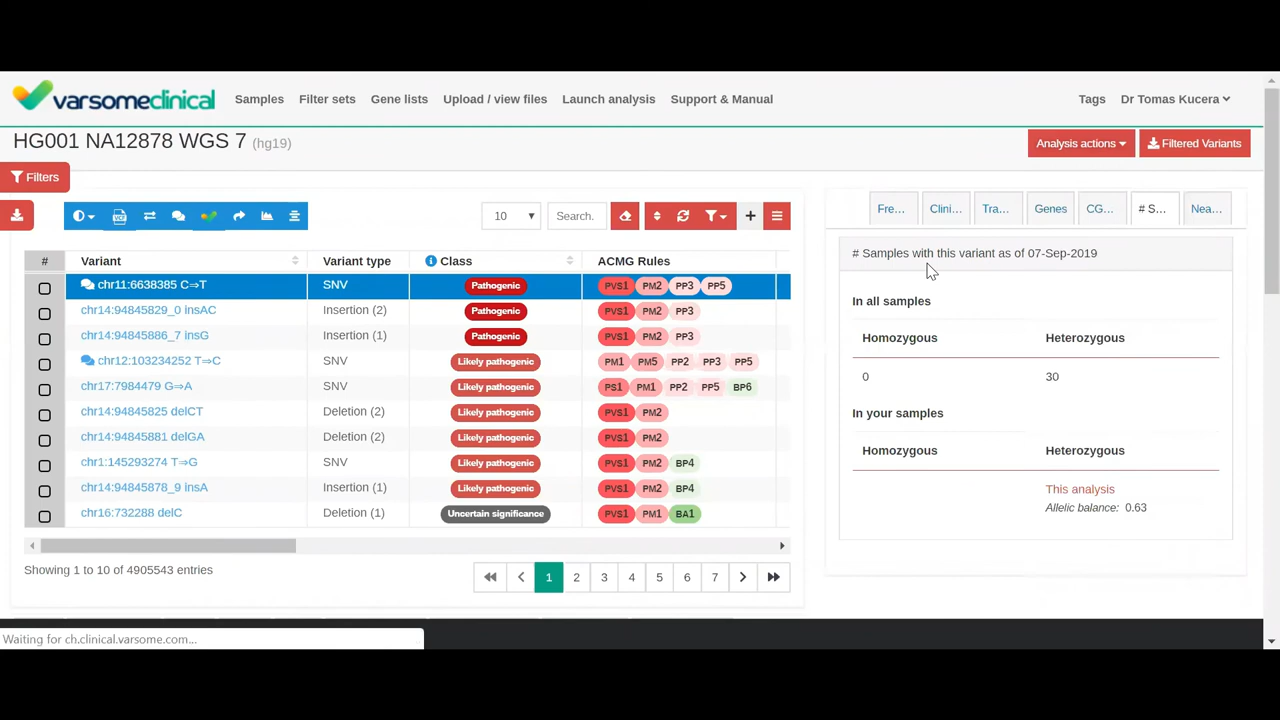 varsomeclinical Samples Filter sets Gene lists Upload / view files Launch analysis Support & Manual Tags Dr Tomas Kucera
HG001 NA12878 WGS 7 (hg19) Analysis actions Filtered Variants
Filters
VCF 10 Search.
Fre... Clini... Tra... Genes CG... # S... Nea...
# Variant Variant type Class ACMG Rules
chr11:6638385 C⇒T SNV Pathogenic PVS1 PM2 PP3 PP5
chr14:94845829_0 insAC Insertion (2) Pathogenic PVS1 PM2 PP3
chr14:94845886_7 insG Insertion (1) Pathogenic PVS1 PM2 PP3
chr12:103234252 T⇒C SNV Likely pathogenic PM1 PM5 PP2 PP3 PP5
chr17:7984479 G⇒A SNV Likely pathogenic PS1 PM1 PP2 PP5 BP6
chr14:94845825 delCT Deletion (2) Likely pathogenic PVS1 PM2
chr14:94845881 delGA Deletion (2) Likely pathogenic PVS1 PM2
chr1:145293274 T⇒G SNV Likely pathogenic PVS1 PM2 BP4
chr14:94845878_9 insA Insertion (1) Likely pathogenic PVS1 PM2 BP4
chr16:732288 delC Deletion (1) Uncertain significance PVS1 PM1 BA1
Showing 1 to 10 of 4905543 entries
1 2 3 4 5 6 7
# Samples with this variant as of 07-Sep-2019
In all samples
Homozygous Heterozygous
0 30
In your samples
Homozygous Heterozygous
This analysis
Allelic balance: 0.63
Waiting for ch.clinical.varsome.com...